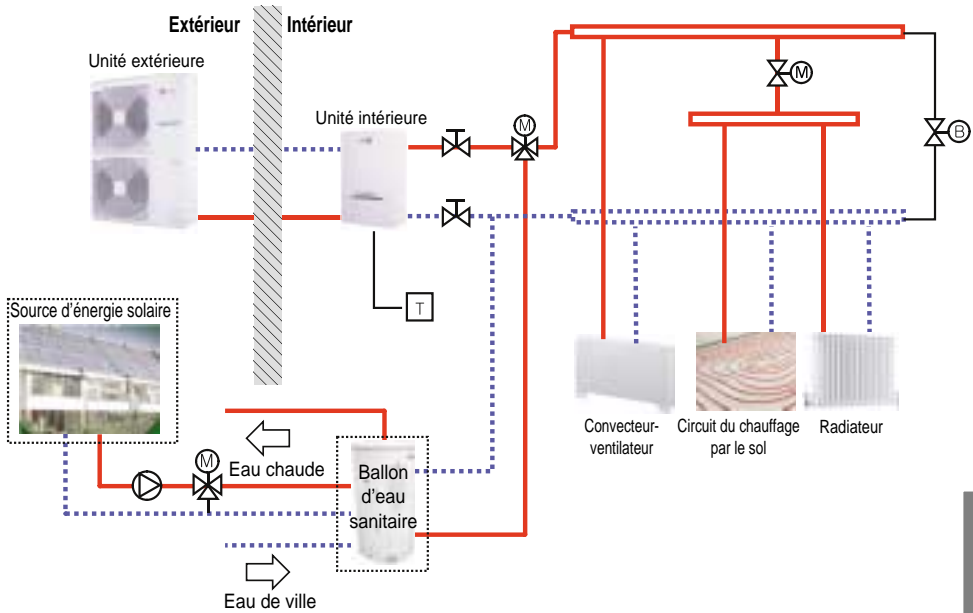 Extérieur
Intérieur
Unité extérieure
Unité intérieure
M
M
B
T
Source d'énergie solaire
Convecteur-
ventilateur
Circuit du chauffage
par le sol
Radiateur
M
Eau chaude
Ballon
d'eau
sanitaire
Eau de ville